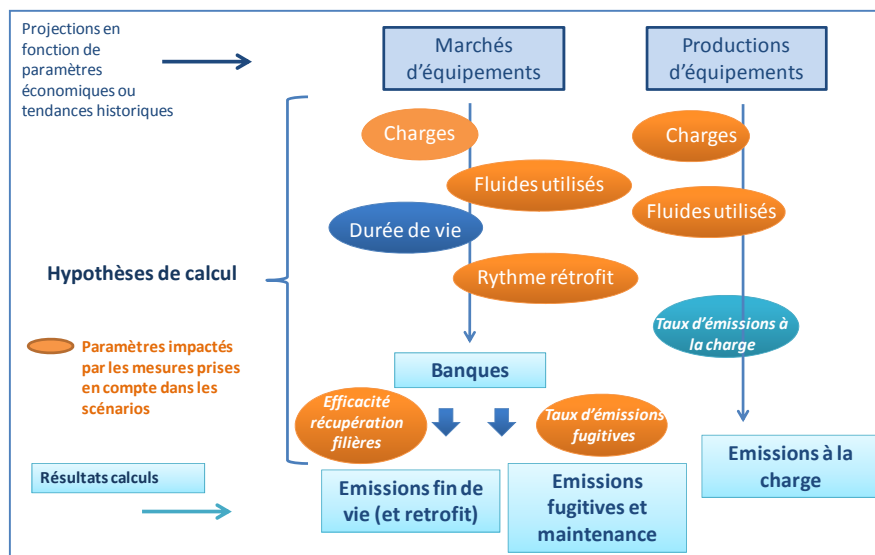 Projections en
fonction de
paramètres
économiques ou
tendances historiques
Marchés
d'équipements
Productions
d'équipements
Charges
Charges
Fluides utilisés
Fluides utilisés
Durée de vie
Hypothèses de calcul
Rythme rétrofit
Taux d'émissions à
la charge
Paramètres impactés
par les mesures prises
en compte dans les
scénarios
Banques
Efficacité
récupération
filières
Taux d'émissions
fugitives
Résultats calculs
Emissions fin de
vie (et retrofit)
Emissions
fugitives et
maintenance
Emissions à la
charge